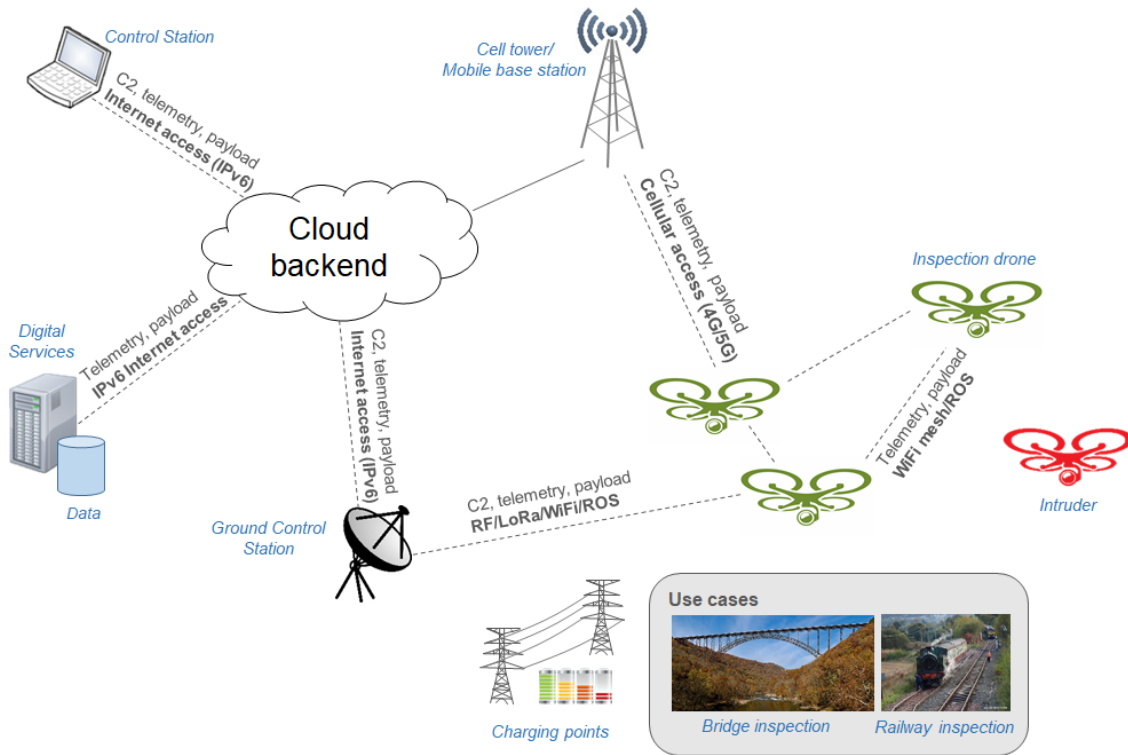 Control Station
C2, telemetry, payload
Internet access (IPv6)
Cell tower/
Mobile base station
C2, telemetry, payload
Cellular access (4G/5G)
Cloud
backend
Inspection drone
Digital
Services
Telemetry, payload
IPv6 Internet access
Data
C2, telemetry, payload
Internet access (IPv6)
Telemetry, payload
WiFi mesh/ROS
Intruder
Ground Control
Station
C2, telemetry, payload
RF/LoRa/WiFi/ROS
Charging points
Use cases
Bridge inspection
Railway inspection